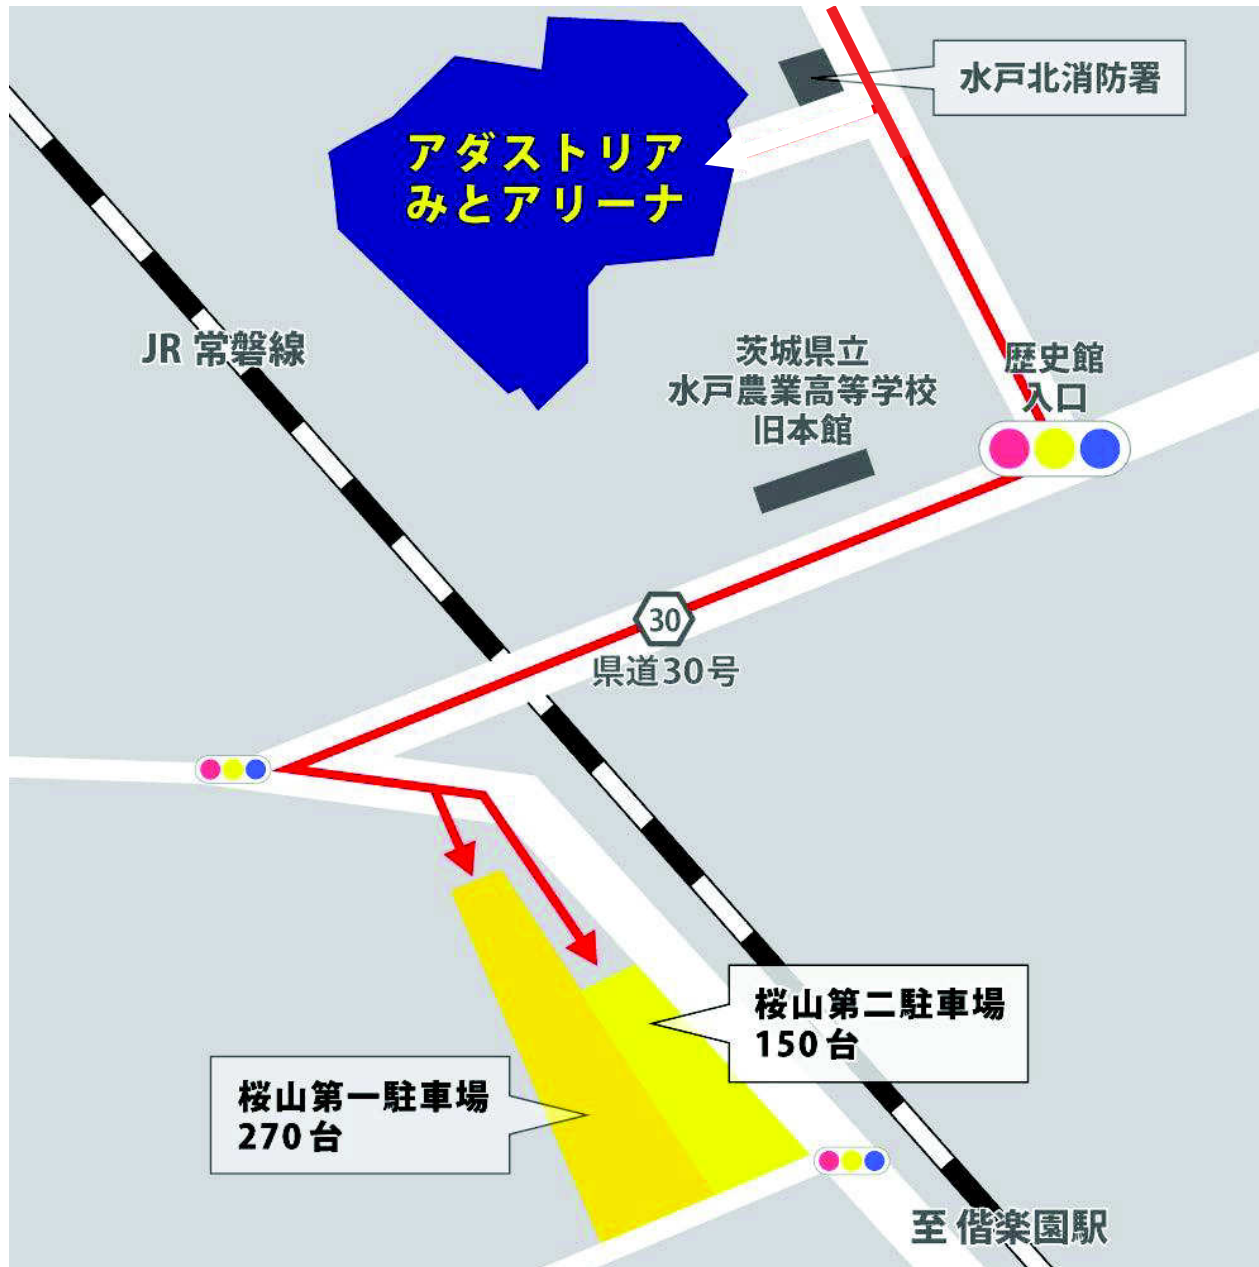 水戸北消防署
アダストリア
みとアリーナ
JR 常磐線
茨城県立
水戸農業高等学校
旧本館
歴史館
入口
30
県道30号
桜山第二駐車場
150台
桜山第一駐車場
270台
至 偕楽園駅